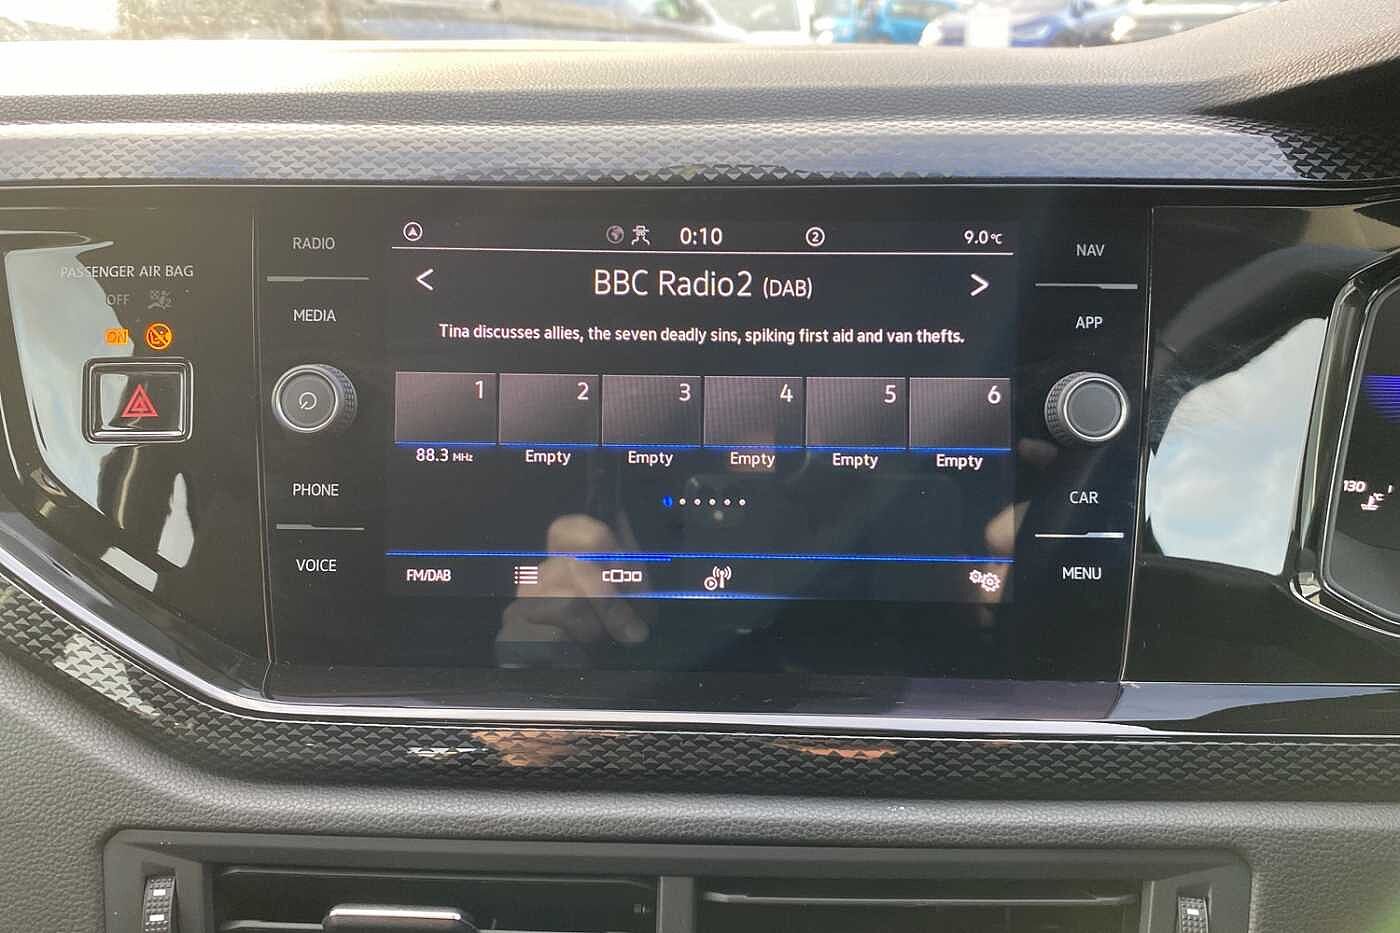 RADIO
MEDIA
PHONE
VOICE
PASSENGER AIR BAG
OFF
ON
0:10
2
9.0°C
< BBC Radio2 (DAB) >
Tina discusses allies, the seven deadly sins, spiking first aid and van thefts.
1 2 3 4 5 6
88.3 MHz Empty Empty Empty Empty Empty
FM/DAB
NAV
APP
CAR
MENU
130 °C